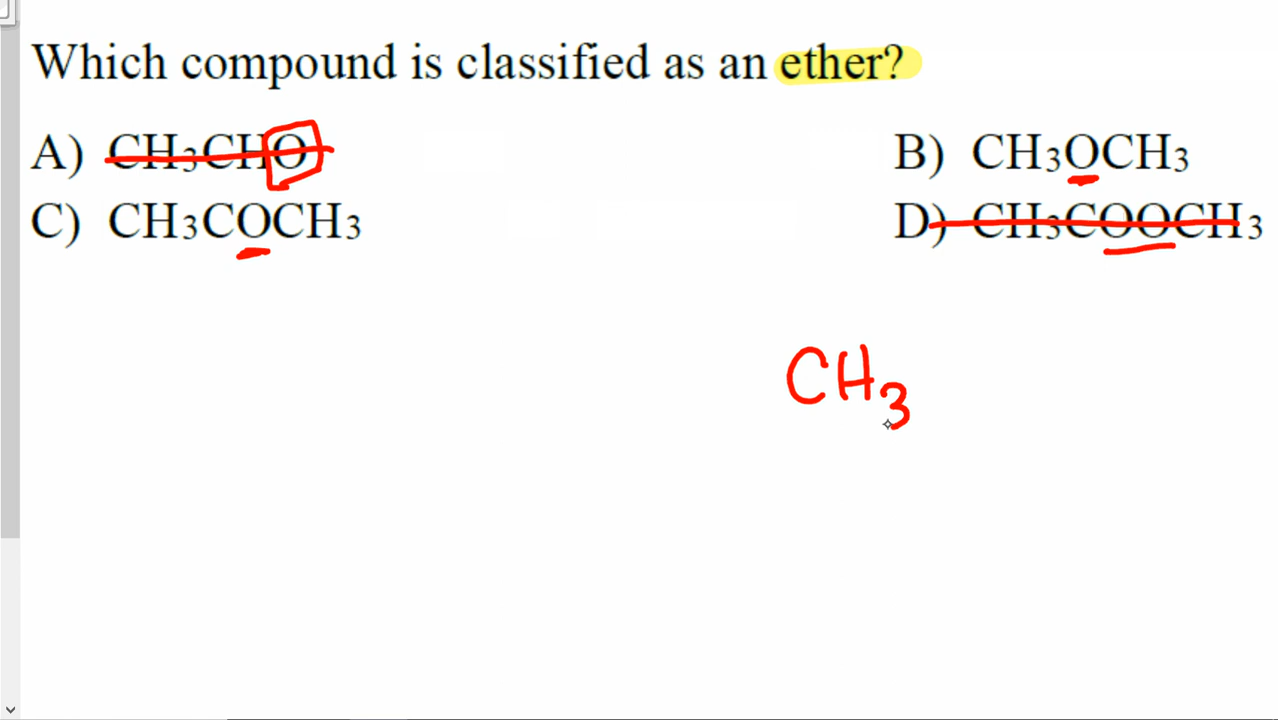 Which compound is classified as an ether?
A) CH3CHO B) CH3OCH3
C) CH3COCH3 D) CH3COOCH3
CH3